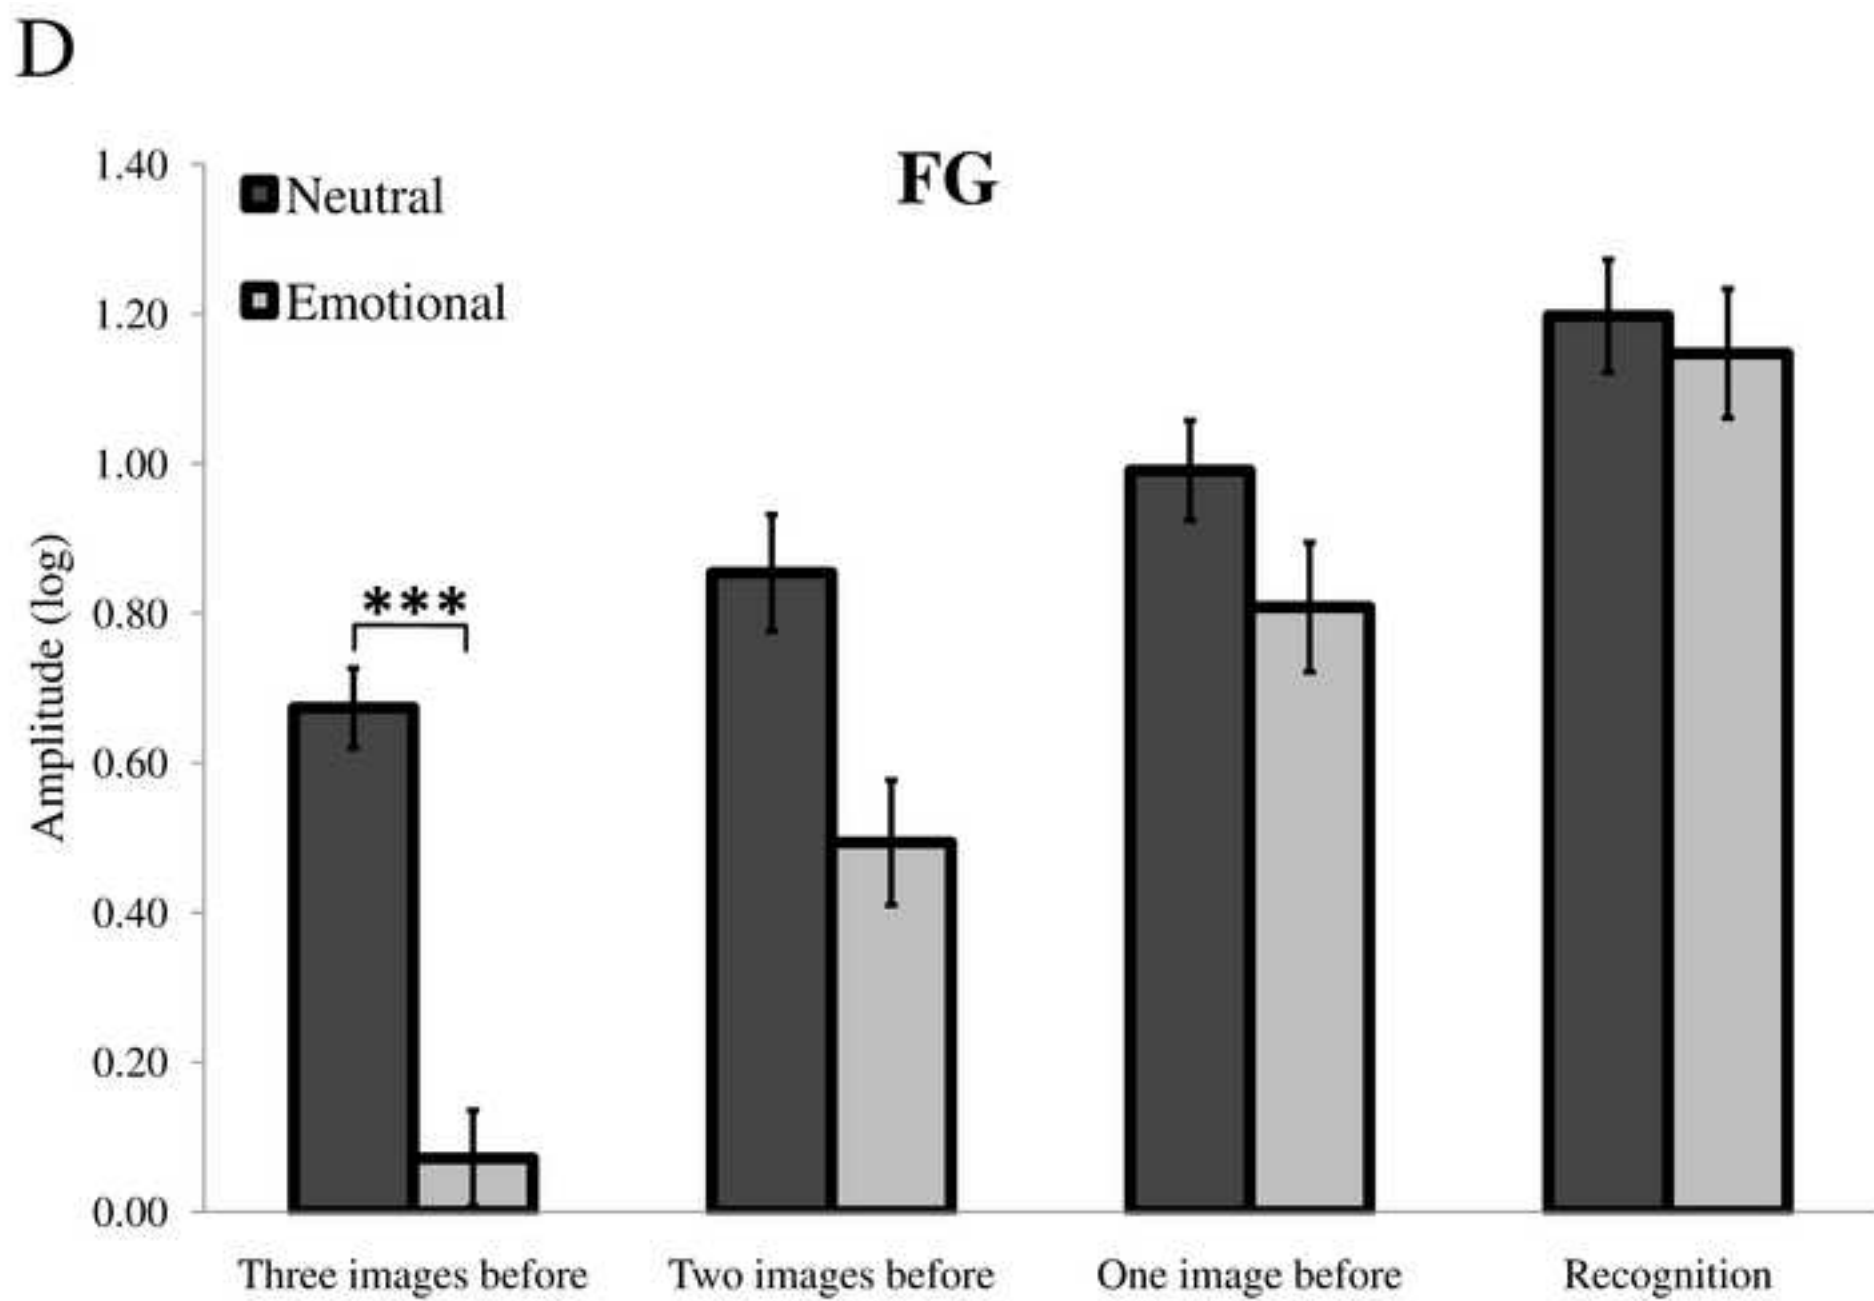 D
FG
Neutral
Emotional
Amplitude (log)
1.40
1.20
1.00
0.80
0.60
0.40
0.20
0.00
***
Three images before
Two images before
One image before
Recognition